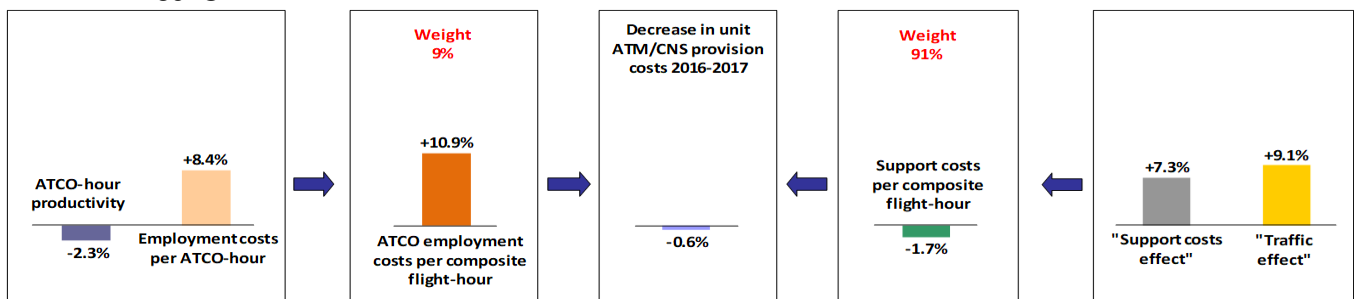 ATCO-hour
productivity
-2.3%
+8.4%
Employment costs
per ATCO-hour
Weight
9%
+10.9%
ATCO employment
costs per composite
flight-hour
Decrease in unit
ATM/CNS provision
costs 2016-2017
-0.6%
Weight
91%
Support costs
per composite
flight-hour
-1.7%
+7.3%
"Support costs
effect"
+9.1%
"Traffic
effect"